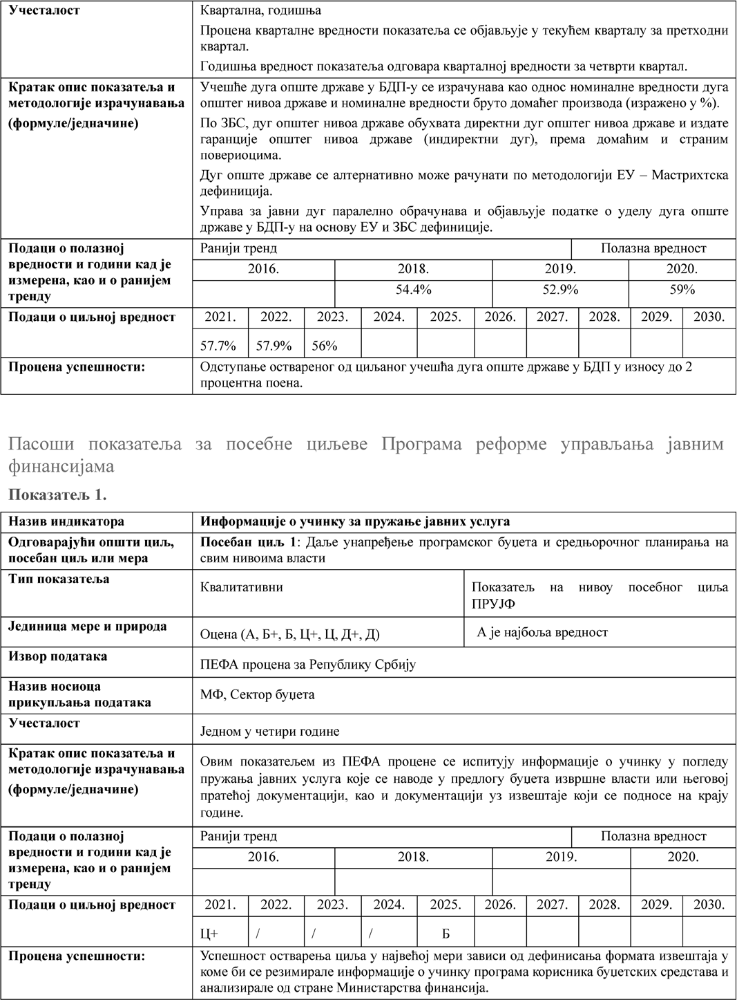 Учесталост
Квартална, годишња
Процена кварталне вредности показатеља се објављује у текућем кварталу за претходни
квартал.
Годишња вредност показатеља одговара кварталној вредности за четврти квартал.
Кратак опис показатеља и
методологије израчунавања
(формуле/једначине)
Учешће дуга опште државе у БДП-у се израчунава као однос номиналне вредности дуга
општег нивоа државе и номиналне вредности бруто домаћег производа (изражено у %).
По ЗБС, дуг општег нивоа државе обухвата директни дуг општег нивоа државе и издате
гаранције општег нивоа државе (индиректни дуг), према домаћим и страним
повериоцима.
Дуг опште државе се алтернативно може рачунати по методологији ЕУ – Мастрихтска
дефиниција.
Управа за јавни дуг паралелно обрачунава и објављује податке о уделу дуга опште
државе у БДП-у на основу ЕУ и ЗБС дефиниције.
Подаци о полазној
вредности и години кад је
измерена, као и о ранијем
тренду
Ранији тренд Полазна вредност
2016. 2018. 2019. 2020.
54.4% 52.9% 59%
Подаци о циљној вредност
2021. 2022. 2023. 2024. 2025. 2026. 2027. 2028. 2029. 2030.
57.7% 57.9% 56%
Процена успешности:
Одступање оствареног од циљаног учешћа дуга опште државе у БДП у износу до 2
процентна поена.
Пасоши показатеља за посебне циљеве Програма реформе управљања јавним
финансијама
Показатељ 1.
Назив индикатора
Информације о учинку за пружање јавних услуга
Одговарајући општи циљ,
посебан циљ или мера
Посебан циљ 1: Даље унапређење програмског буџета и средњорочног планирања на
свим нивоима власти
Тип показатеља
Квалитативни
Показатељ на нивоу посебног циља
ПРУЈФ
Јединица мере и природа
Оцена (А, Б+, Б, Ц+, Ц, Д+, Д)
А је најбоља вредност
Извор података
ПЕФА процена за Републику Србију
Назив носиоца
прикупљања података
МФ, Сектор буџета
Учесталост
Једном у четири године
Кратак опис показатеља и
методологије израчунавања
(формуле/једначине)
Овим показатељем из ПЕФА процене се испитују информације о учинку у погледу
пружања јавних услуга које се наводе у предлогу буџета извршне власти или његовој
пратећој документацији, као и документацији уз извештаје који се подносе на крају
године.
Подаци о полазној
вредности и години кад је
измерена, као и о ранијем
тренду
Ранији тренд Полазна вредност
2016. 2018. 2019. 2020.
Подаци о циљној вредност
2021. 2022. 2023. 2024. 2025. 2026. 2027. 2028. 2029. 2030.
Ц+ / / / Б
Процена успешности:
Успешност остварења циља у највећој мери зависи од дефинисања формата извештаја у
коме би се резимирале информације о учинку програма корисника буџетских средстава и
анализирале од стране Министарства финансија.